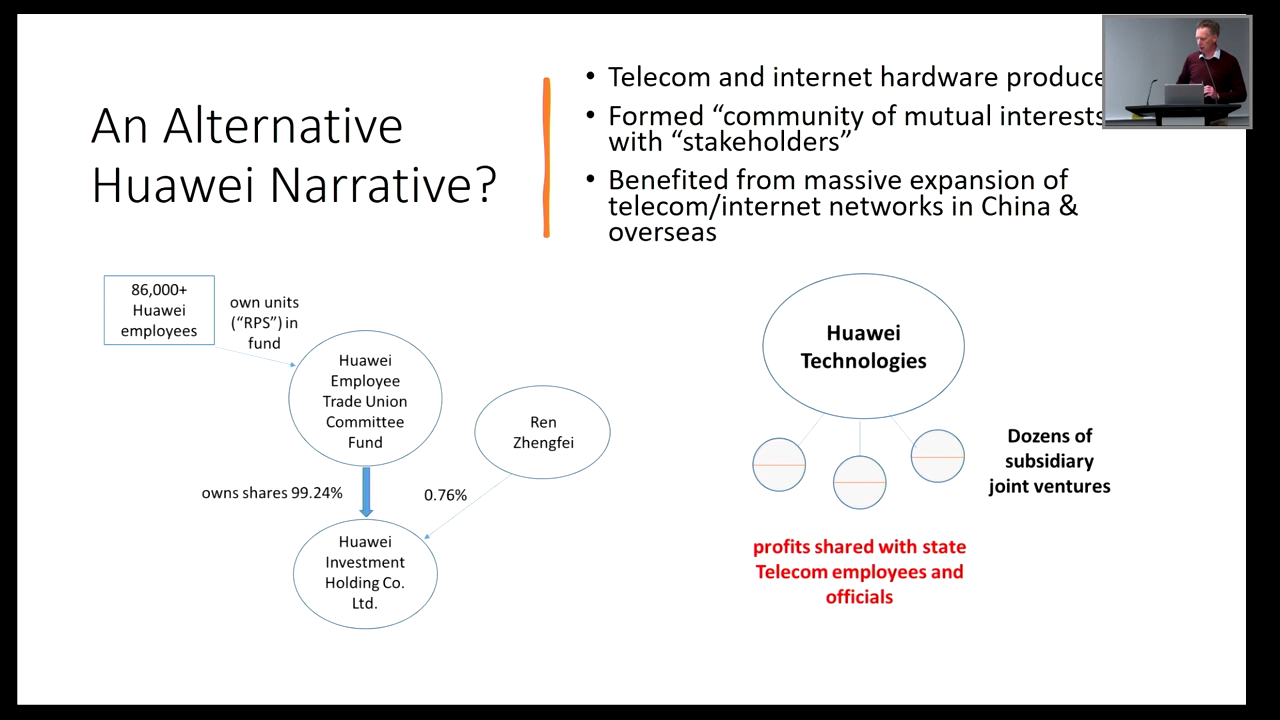 An Alternative
Huawei Narrative?
• Telecom and internet hardware produce
• Formed “community of mutual interests
with “stakeholders”
• Benefited from massive expansion of
telecom/internet networks in China &
overseas
86,000+
Huawei
employees
own units
(“RPS”) in
fund
Huawei
Employee
Trade Union
Committee
Fund
Ren
Zhengfei
owns shares 99.24%
0.76%
Huawei
Investment
Holding Co.
Ltd.
Huawei
Technologies
Dozens of
subsidiary
joint ventures
profits shared with state
Telecom employees and
officials